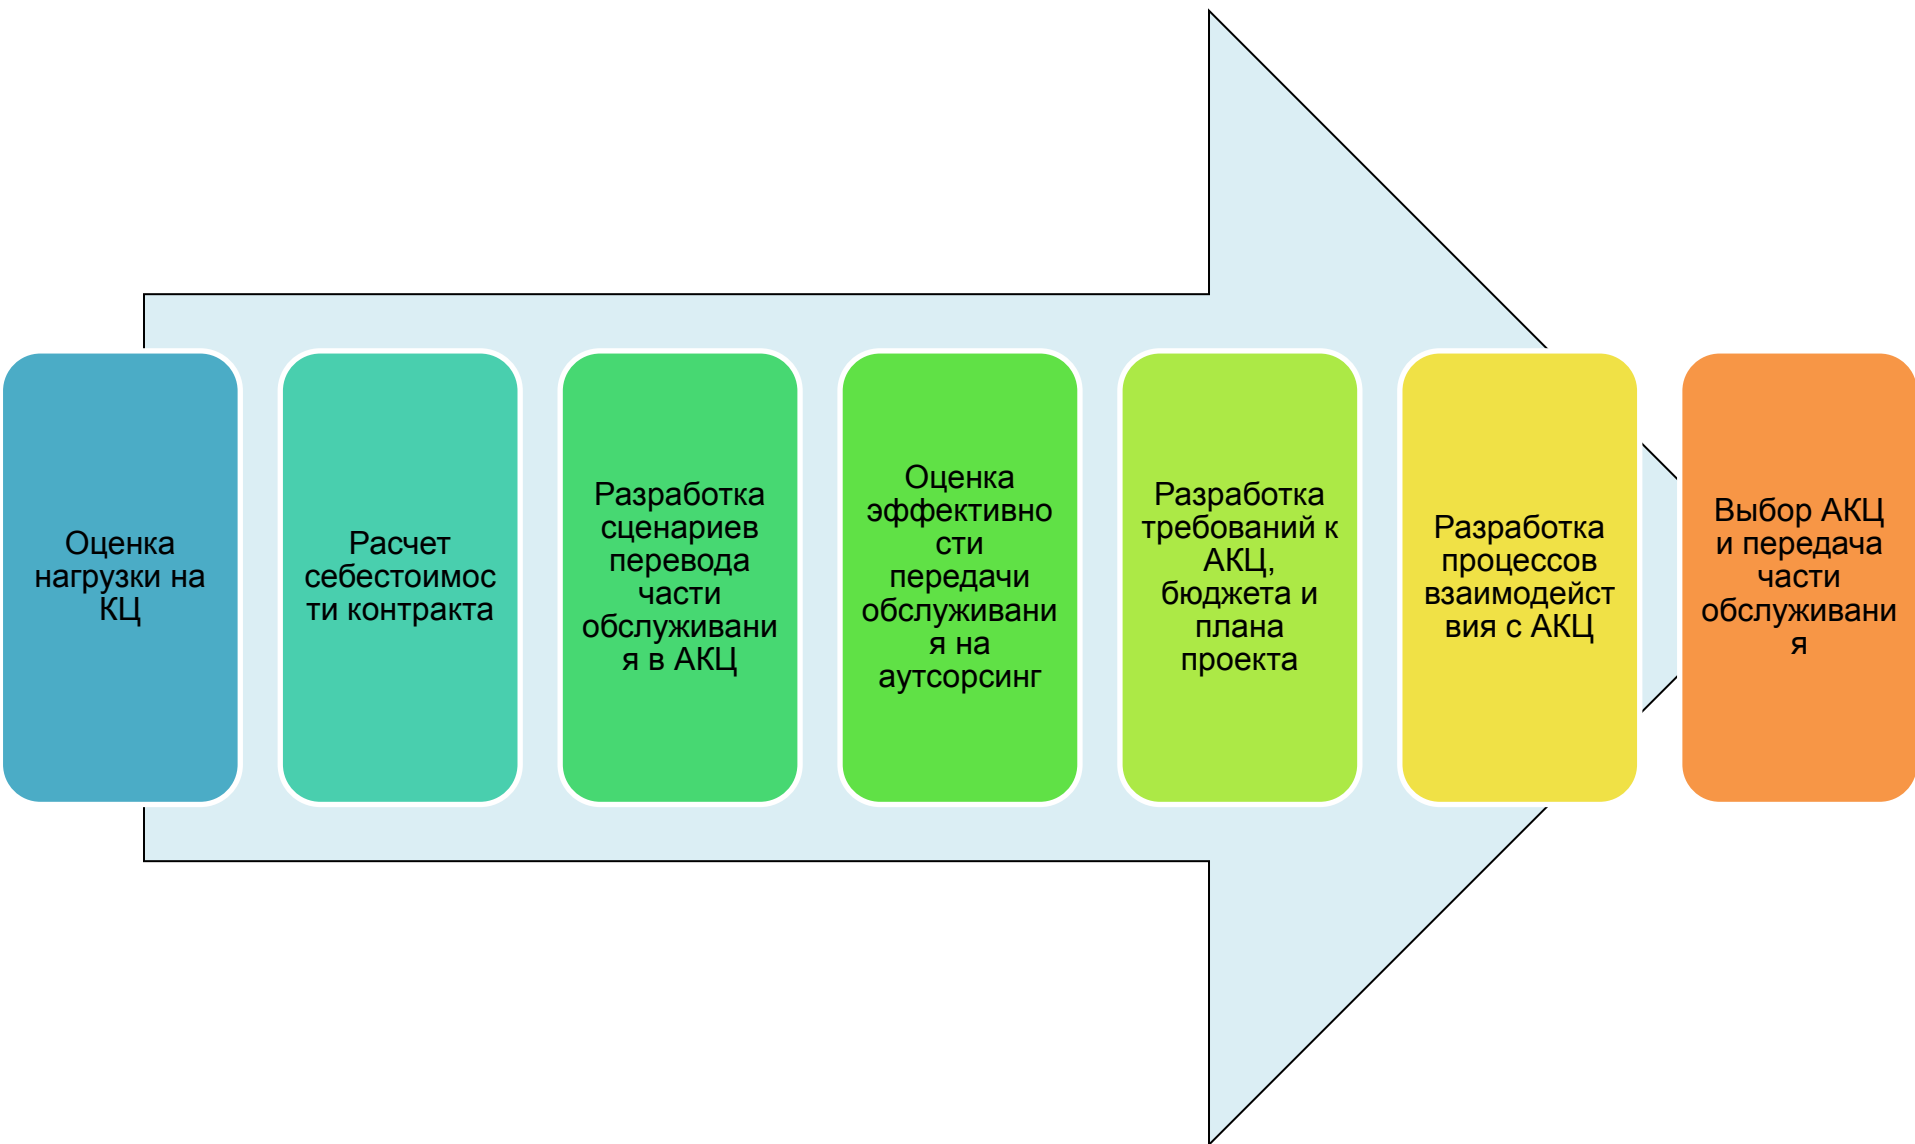 Оценка
нагрузки на
КЦ
Расчет
себестоимос
ти контракта
Разработка
сценариев
перевода
части
обслуживани
я в АКЦ
Оценка
эффективно
сти
передачи
обслуживани
я на
аутсорсинг
Разработка
требований к
АКЦ,
бюджета и
плана
проекта
Разработка
процессов
взаимодейст
вия с АКЦ
Выбор АКЦ
и передача
части
обслуживани
я